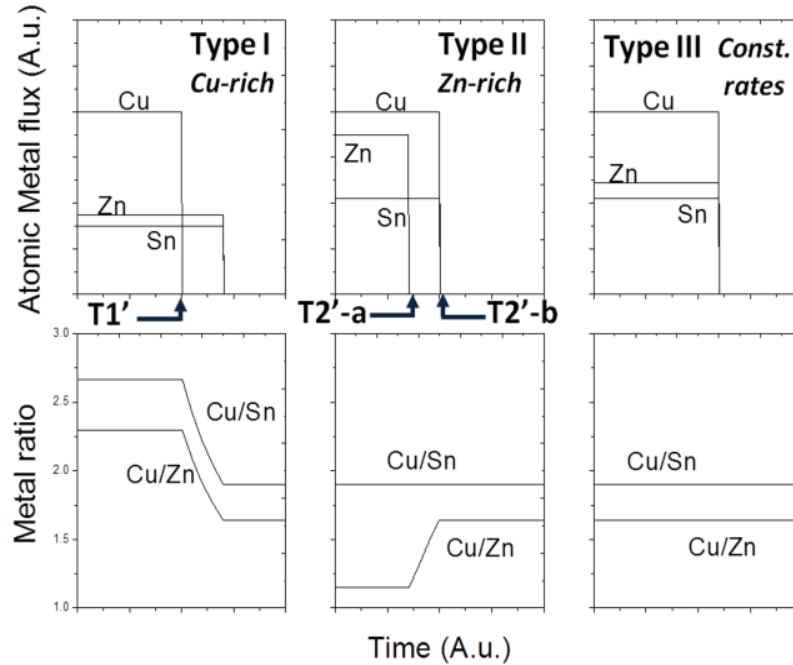 Atomic Metal flux (A.u.)
Type I
Cu-rich
Cu
Zn
Sn
T1’
Type II
Zn-rich
Cu
Zn
Sn
T2’-a
T2’-b
Type III Const.
rates
Cu
Zn
Sn
Metal ratio
3.0
2.5
2.0
1.5
1.0
Cu/Sn
Cu/Zn
Cu/Sn
Cu/Zn
Cu/Sn
Cu/Zn
Time (A.u.)